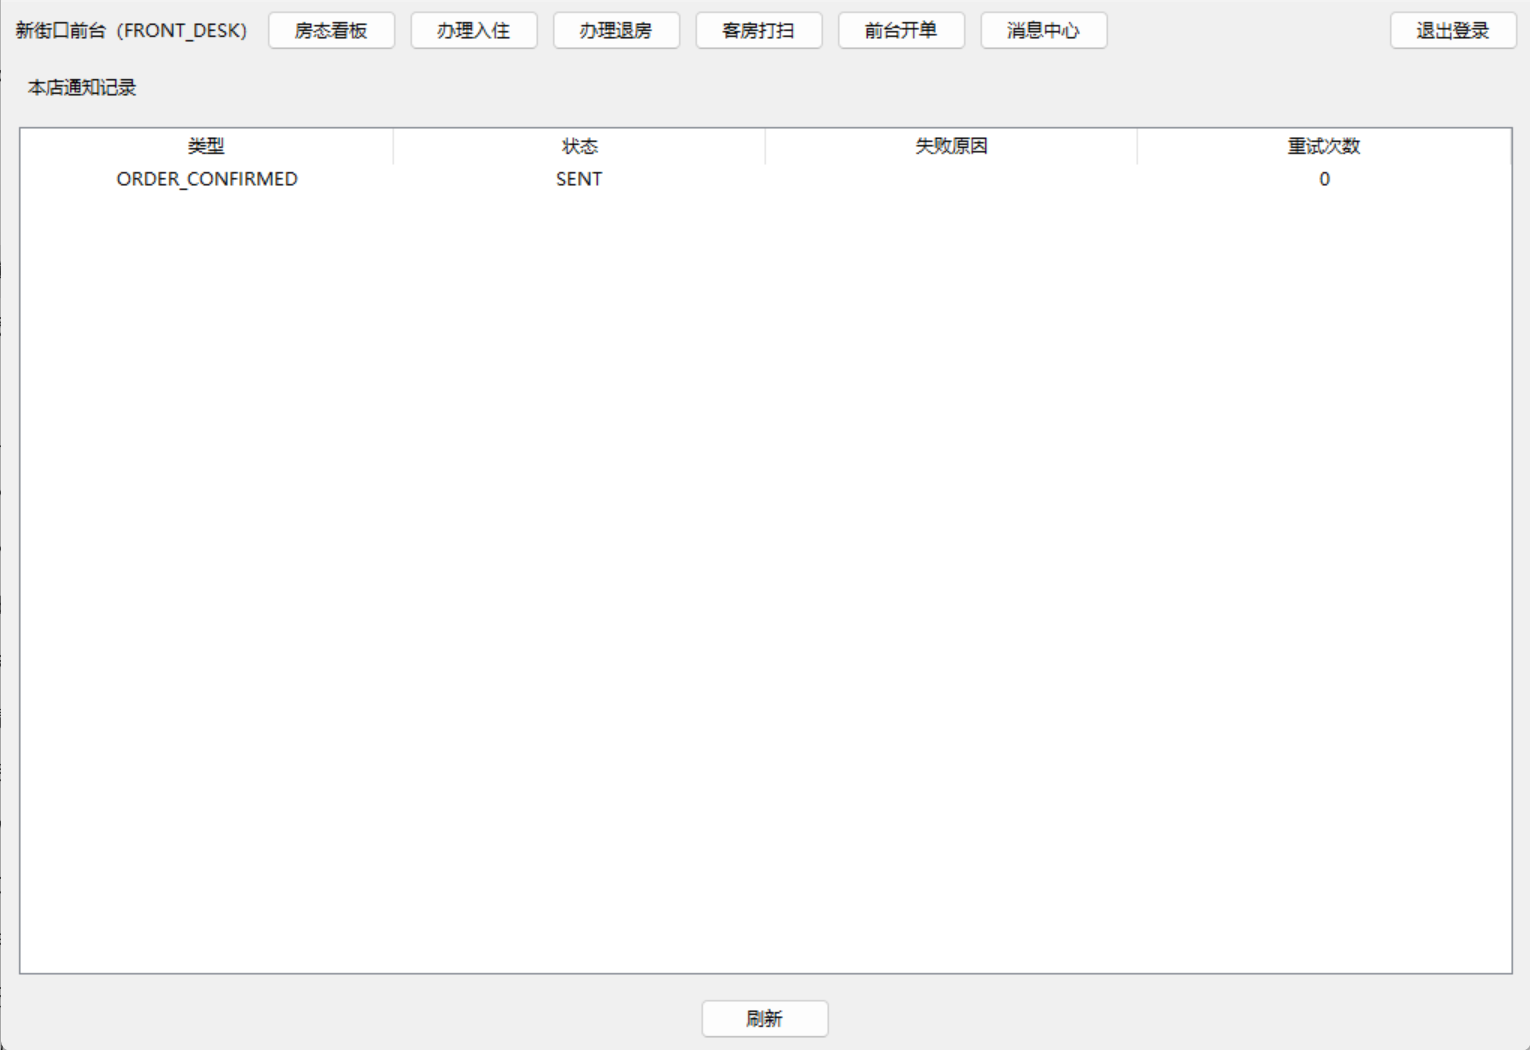 新街口前台（FRONT_DESK） 房态看板 办理入住 办理退房 客房打扫 前台开单 消息中心 退出登录
本店通知记录
类型 状态 失败原因 重试次数
ORDER_CONFIRMED SENT 0
刷新